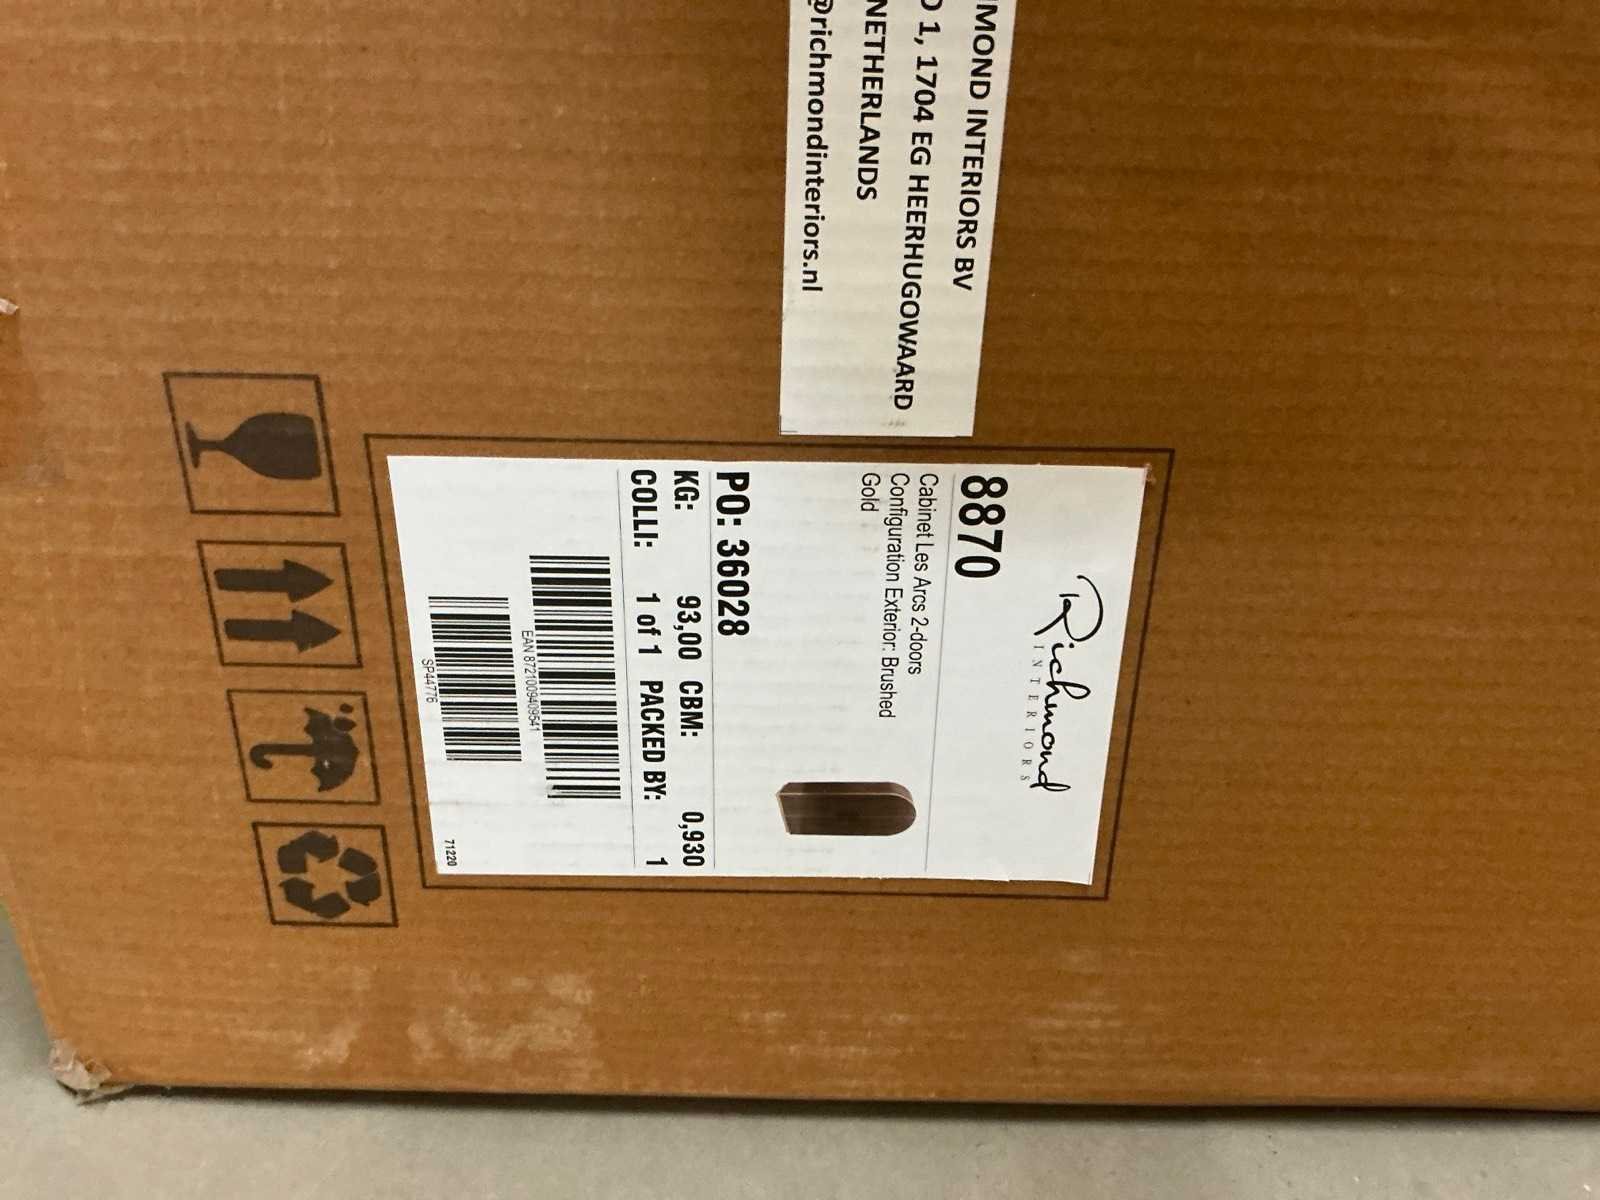 MOND INTERIORS BV
1, 1704 EG HEERHUGOWAARD
NETHERLANDS
@richmondinteriors.nl
Richmond
INTERIORS
8870
Cabinet Les Arcs 2-doors
Configuration Exterior: Brushed
Gold
PO: 36028
KG: 93,00 CBM: 0,930
COLLI: 1 of 1 PACKED BY: 1
EAN 8721009409541
SP44776
71220